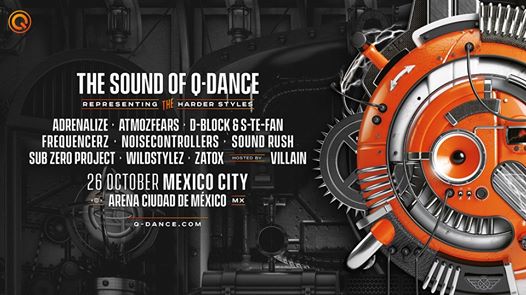 Q
THE SOUND OF Q-DANCE
REPRESENTING THE HARDER STYLES
ADRENALIZE · ATMOZFEARS · D-BLOCK & S-TE-FAN
FREQUENCERZ · NOISECONTROLLERS · SOUND RUSH
SUB ZERO PROJECT · WILDSTYLEZ · ZATOX HOSTED BY VILLAIN
26 OCTOBER MEXICO CITY
ARENA CIUDAD DE MÉXICO MX
Q-DANCE.COM